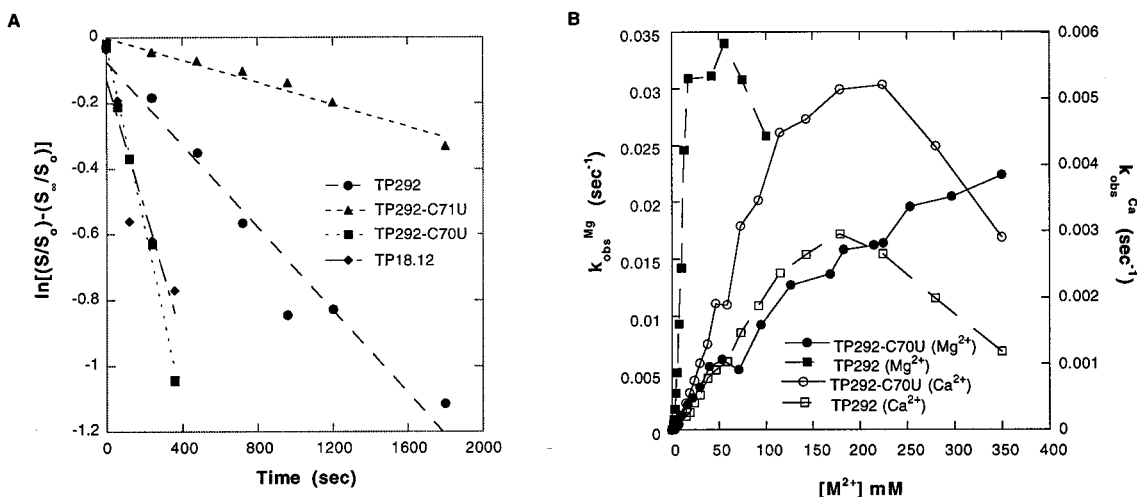 A
ln[(S/S₀)-(S∞/S₀)]
0
-0.2
-0.4
-0.6
-0.8
-1
-1.2
0 400 800 1200 1600 2000
Time (sec)
TP292
TP292-C71U
TP292-C70U
TP18.12
B
k_obs^Mg (sec⁻¹)
0.035
0.03
0.025
0.02
0.015
0.01
0.005
0
0 50 100 150 200 250 300 350 400
[M²⁺] mM
0.006
0.005
0.004
0.003
0.002
0.001
0
k_obs^Ca (sec⁻¹)
TP292-C70U (Mg²⁺)
TP292 (Mg²⁺)
TP292-C70U (Ca²⁺)
TP292 (Ca²⁺)